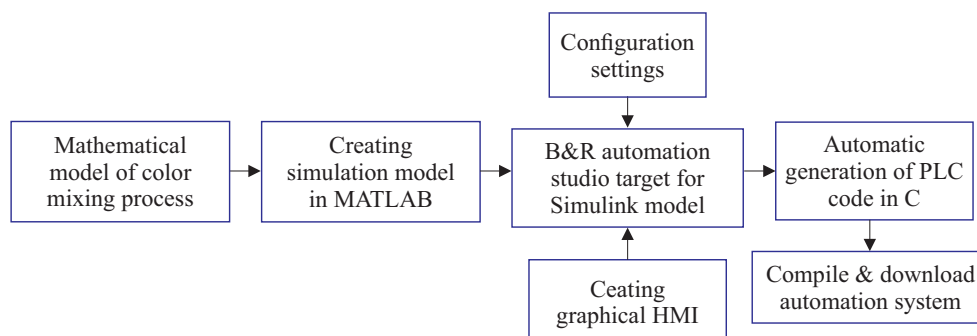 Configuration
settings
Mathematical
model of color
mixing process
Creating
simulation model
in MATLAB
B&R automation
studio target for
Simulink model
Automatic
generation of PLC
code in C
Ceating
graphical HMI
Compile & download
automation system